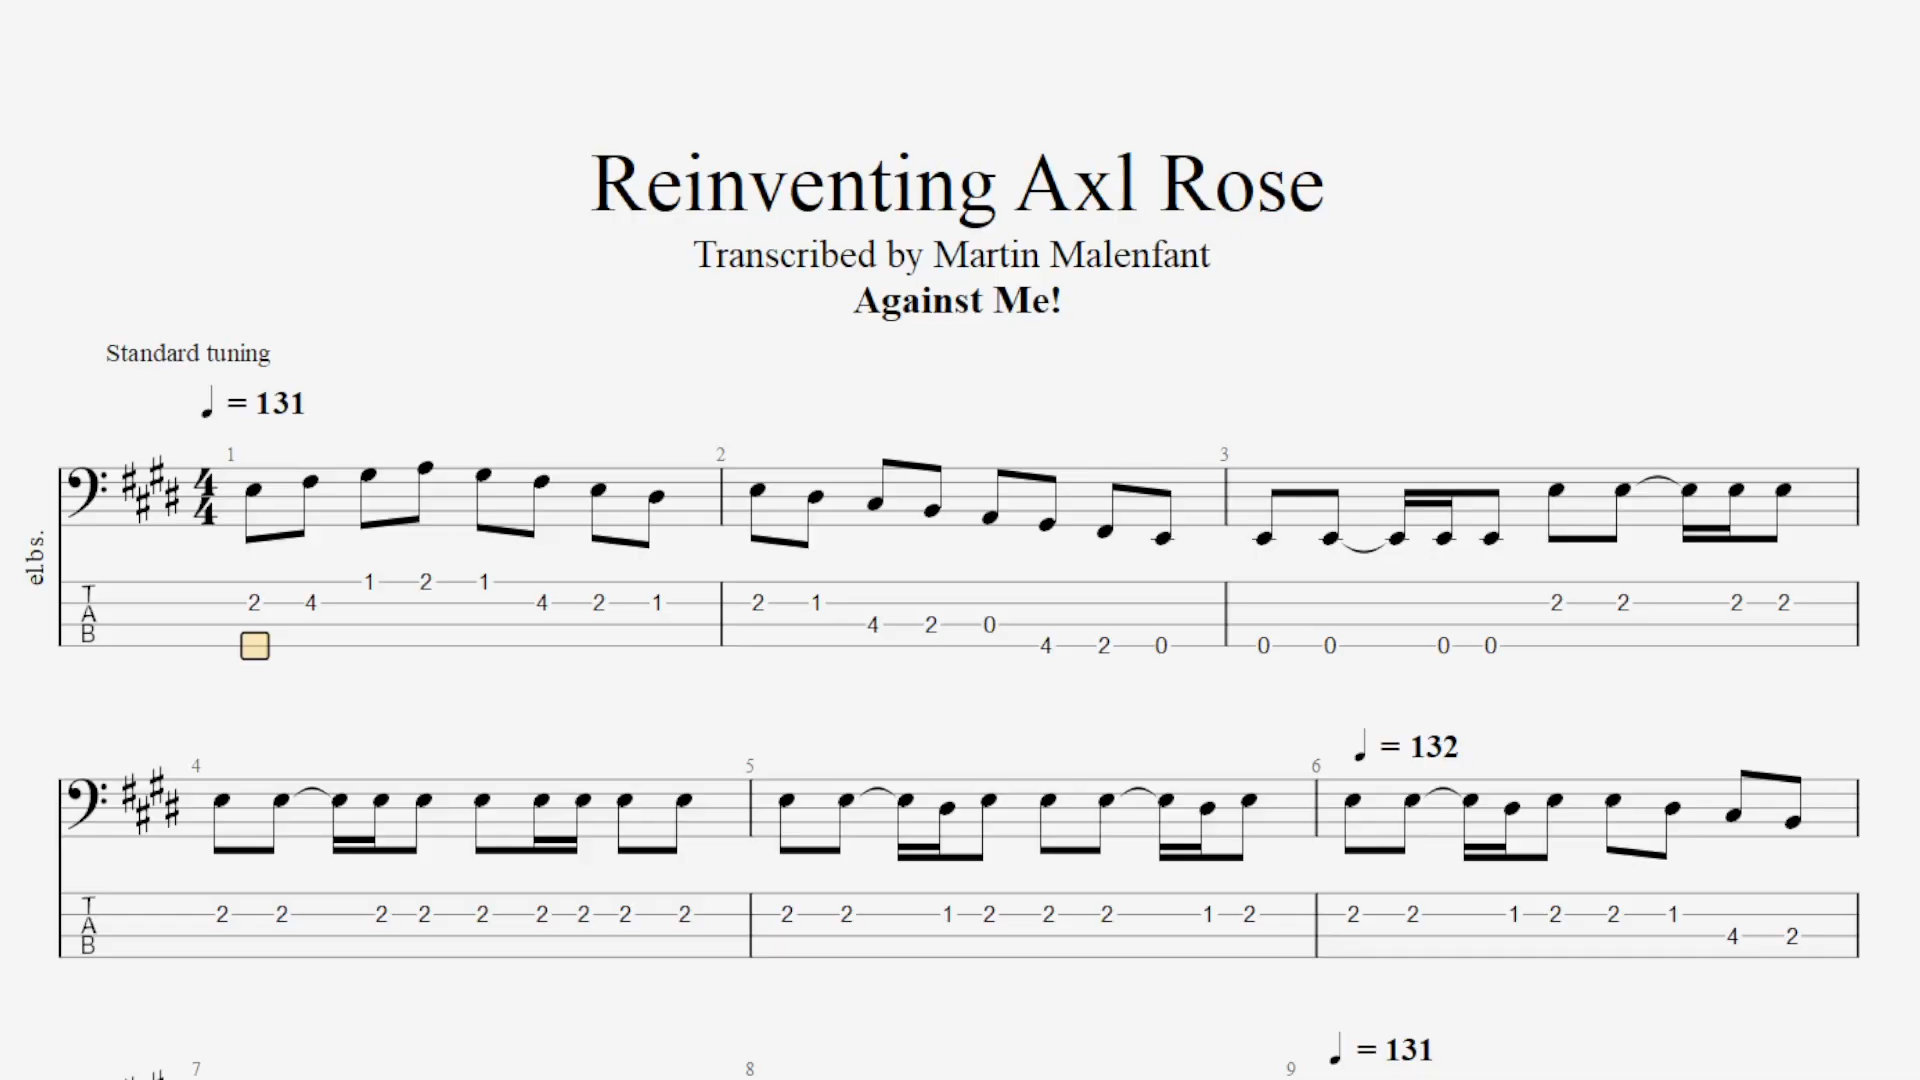 Reinventing Axl Rose
Transcribed by Martin Malenfant
Against Me!
Standard tuning
= 131
1 2 3
4 4
el.bs.
T A B
1 2 1
2 4 4 2 1 2 1 2 2 2 2
4 2 0
4 2 0 0 0 0 0
= 132
4 5 6
T A B
2 2 2 2 2 2 2 2 2 2 2 1 2 2 2 1 2 2 2 1 2 2 1
4 2
= 131
7 8 9